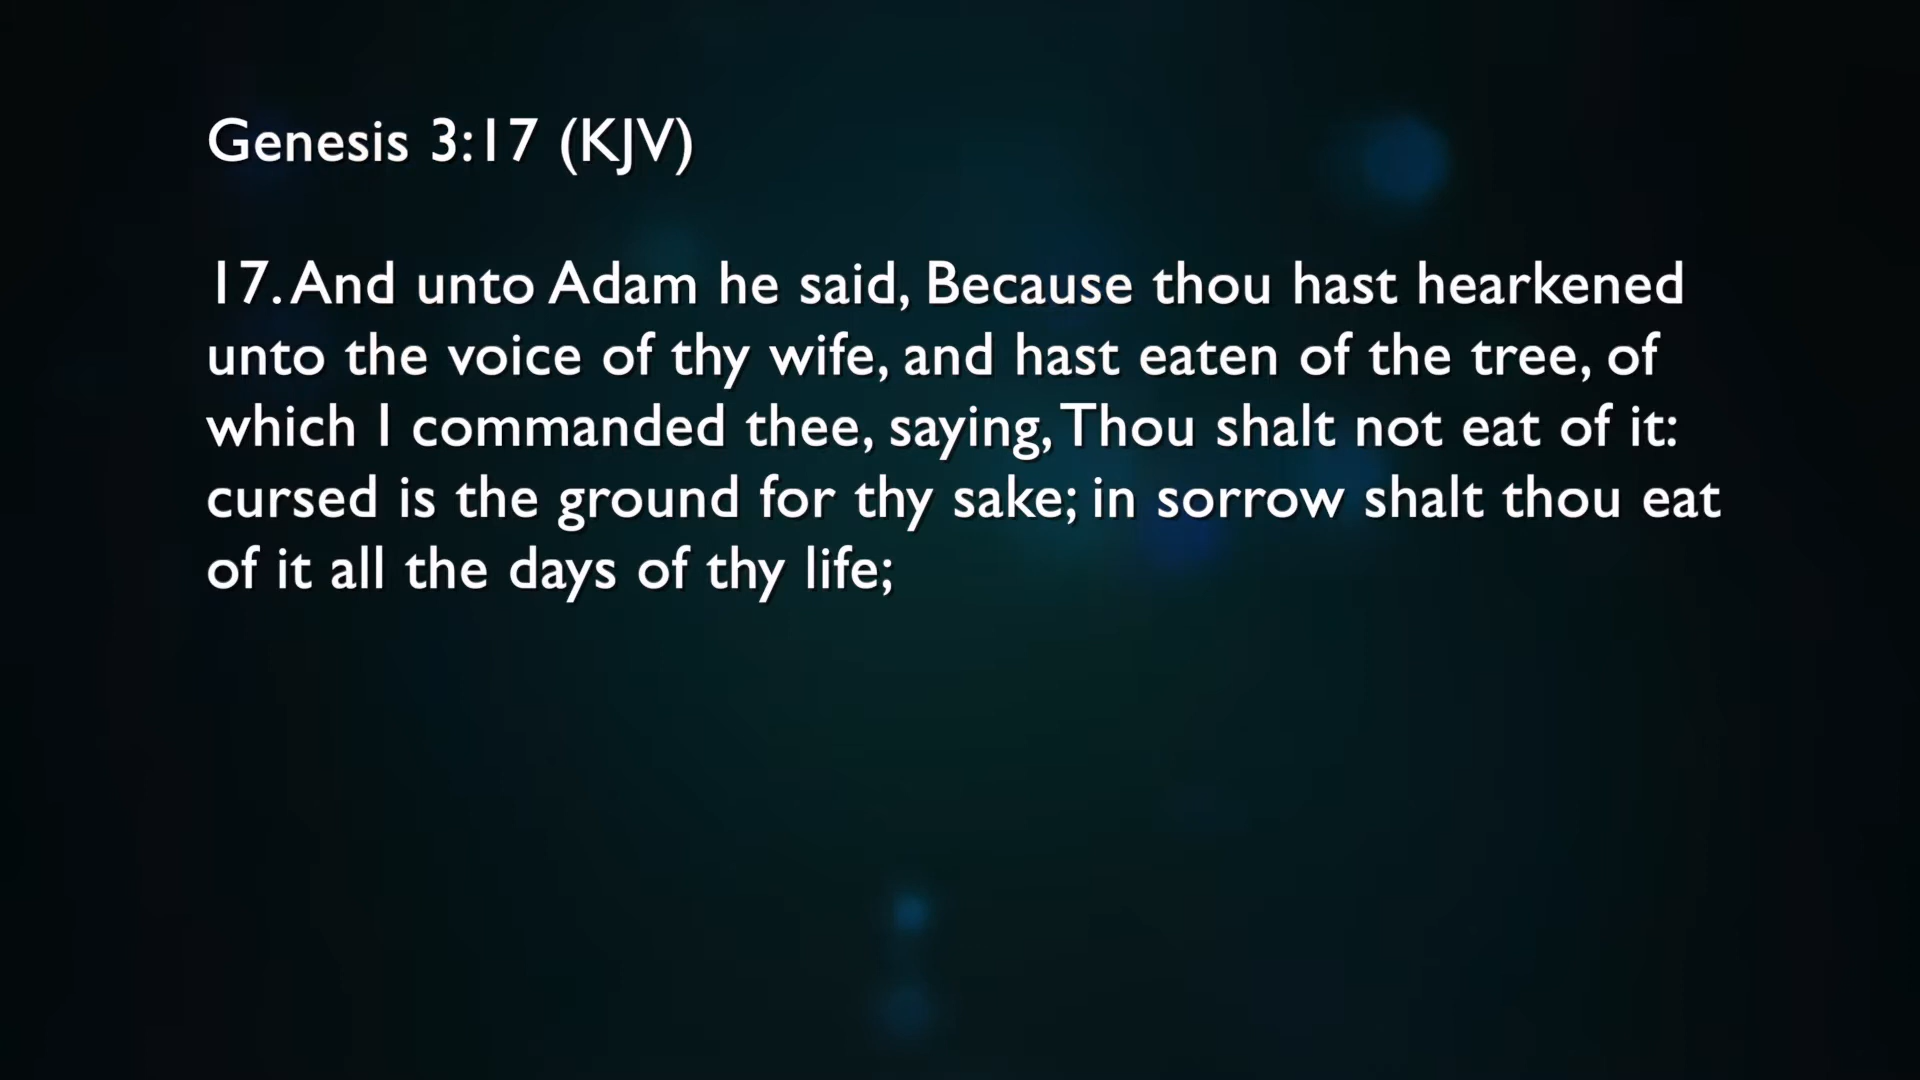 Genesis 3:17 (KJV)
17. And unto Adam he said, Because thou hast hearkened
unto the voice of thy wife, and hast eaten of the tree, of
which I commanded thee, saying, Thou shalt not eat of it:
cursed is the ground for thy sake; in sorrow shalt thou eat
of it all the days of thy life;